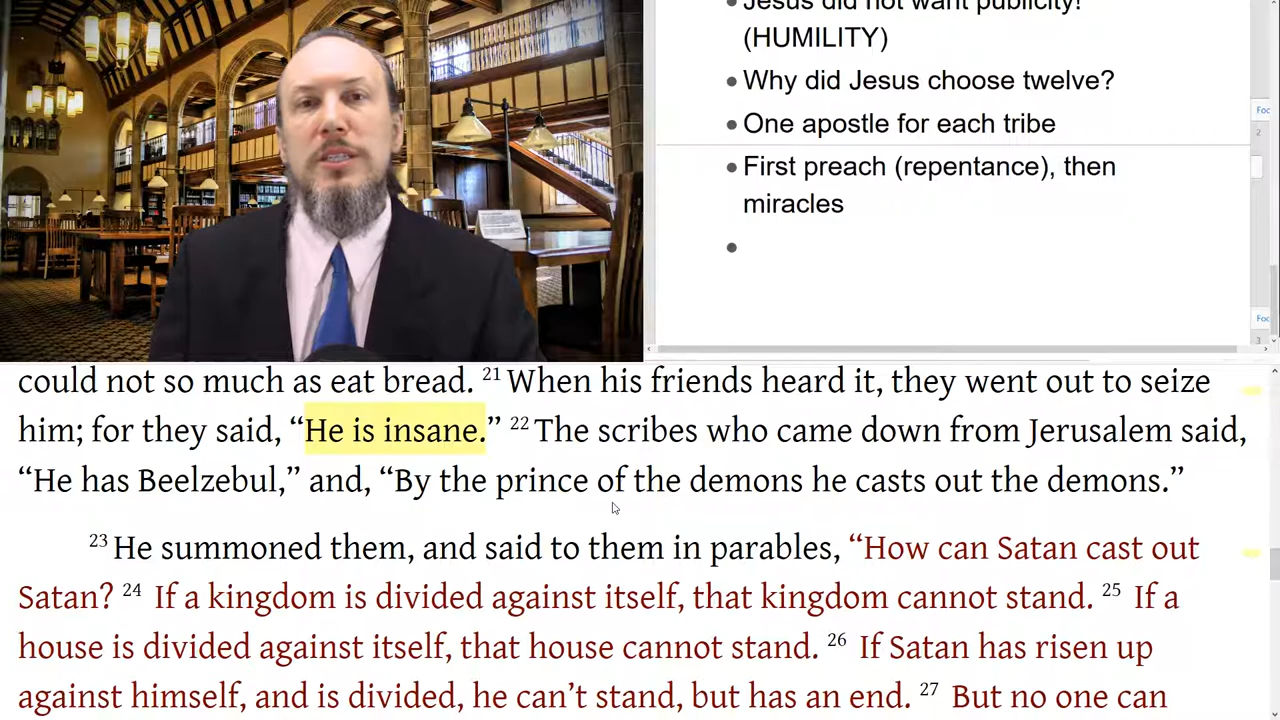 Jesus did not want publicity!
(HUMILITY)
Why did Jesus choose twelve?
One apostle for each tribe
First preach (repentance), then
miracles
Foc
2
Foc
3
could not so much as eat bread. 21 When his friends heard it, they went out to seize
him; for they said, “He is insane.” 22 The scribes who came down from Jerusalem said,
“He has Beelzebul,” and, “By the prince of the demons he casts out the demons.”
23 He summoned them, and said to them in parables, “How can Satan cast out
Satan? 24 If a kingdom is divided against itself, that kingdom cannot stand. 25 If a
house is divided against itself, that house cannot stand. 26 If Satan has risen up
against himself, and is divided, he can’t stand, but has an end. 27 But no one can